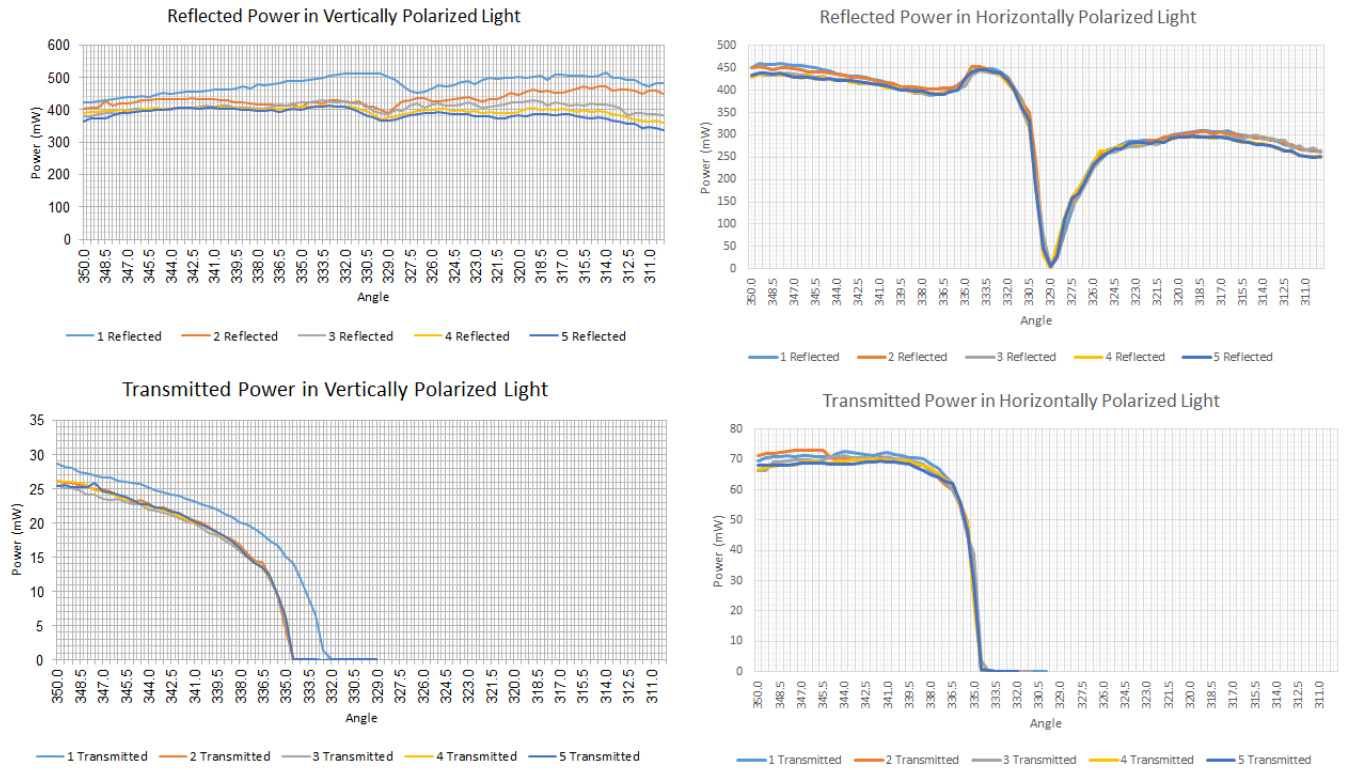 Reflected Power in Vertically Polarized Light
600
500
400
300
200
100
0
Power (mW)
350.0 348.5 347.0 345.5 344.0 342.5 341.0 339.5 338.0 336.5 335.0 333.5 332.0 330.5 329.0 327.5 326.0 324.5 323.0 321.5 320.0 318.5 317.0 315.5 314.0 312.5 311.0
Angle
1 Reflected 2 Reflected 3 Reflected 4 Reflected 5 Reflected
Reflected Power in Horizontally Polarized Light
500
450
400
350
300
250
200
150
100
50
0
Power (mW)
350.0 348.5 347.0 345.5 344.0 342.5 341.0 339.5 338.0 336.5 335.0 333.5 332.0 330.5 329.0 327.5 326.0 324.5 323.0 321.5 320.0 318.5 317.0 315.5 314.0 312.5 311.0
Angle
1 Reflected 2 Reflected 3 Reflected 4 Reflected 5 Reflected
Transmitted Power in Vertically Polarized Light
35
30
25
20
15
10
5
0
Power (mW)
350.0 348.5 347.0 345.5 344.0 342.5 341.0 339.5 338.0 336.5 335.0 333.5 332.0 330.5 329.0 327.5 326.0 324.5 323.0 321.5 320.0 318.5 317.0 315.5 314.0 312.5 311.0
Angle
1 Transmitted 2 Transmitted 3 Transmitted 4 Transmitted 5 Transmitted
Transmitted Power in Horizontally Polarized Light
80
70
60
50
40
30
20
10
0
Power (mW)
350.0 348.5 347.0 345.5 344.0 342.5 341.0 339.5 338.0 336.5 335.0 333.5 332.0 330.5 329.0 327.5 326.0 324.5 323.0 321.5 320.0 318.5 317.0 315.5 314.0 312.5 311.0
Angle
1 Transmitted 2 Transmitted 3 Transmitted 4 Transmitted 5 Transmitted